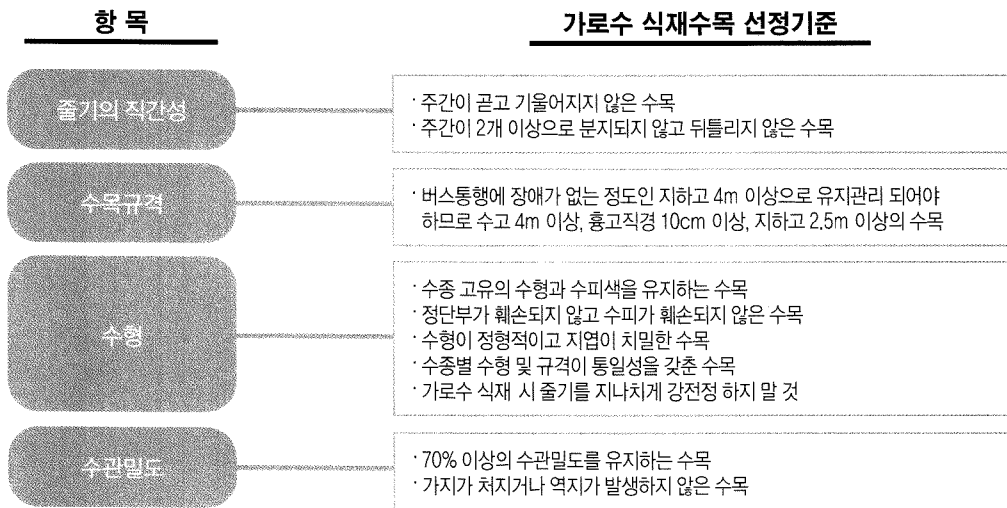 항 목
가로수 식재수목 선정기준
줄기의 직간성
· 주간이 곧고 기울어지지 않은 수목
· 주간이 2개 이상으로 분지되지 않고 뒤틀리지 않은 수목
수목규격
· 버스통행에 장애가 없는 정도인 지하고 4m 이상으로 유지관리 되어야
하므로 수고 4m 이상, 흉고직경 10cm 이상, 지하고 2.5m 이상의 수목
수형
· 수종 고유의 수형과 수피색을 유지하는 수목
· 정단부가 훼손되지 않고 수피가 훼손되지 않은 수목
· 수형이 정형적이고 지엽이 치밀한 수목
· 수종별 수형 및 규격이 통일성을 갖춘 수목
· 가로수 식재 시 줄기를 지나치게 강전정 하지 말 것
수관밀도
· 70% 이상의 수관밀도를 유지하는 수목
· 가지가 처지거나 역지가 발생하지 않은 수목